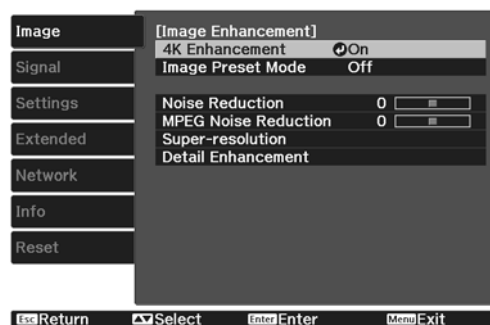 Image
Signal
Settings
Extended
Network
Info
Reset
[Image Enhancement]
4K Enhancement On
Image Preset Mode Off
Noise Reduction 0
MPEG Noise Reduction 0
Super-resolution
Detail Enhancement
Esc Return Select Enter Enter Menu Exit